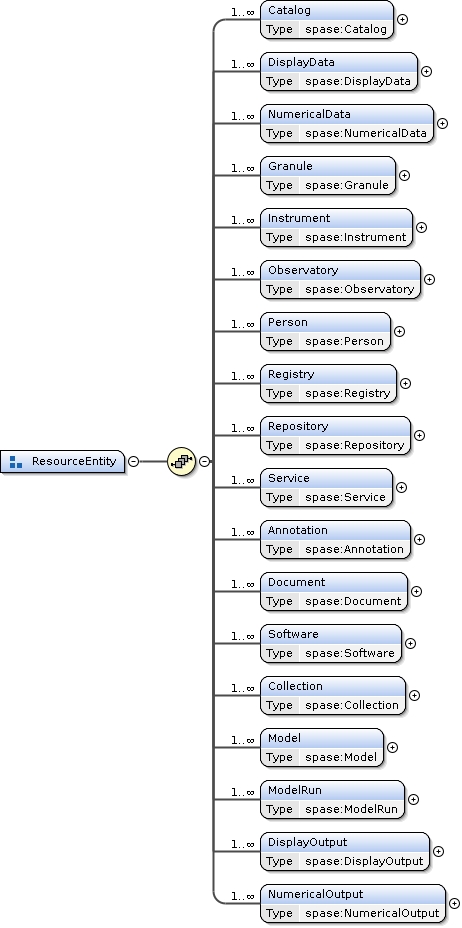 1..∞ Catalog
Type spase:Catalog
1..∞ DisplayData
Type spase:DisplayData
1..∞ NumericalData
Type spase:NumericalData
1..∞ Granule
Type spase:Granule
1..∞ Instrument
Type spase:Instrument
1..∞ Observatory
Type spase:Observatory
1..∞ Person
Type spase:Person
1..∞ Registry
Type spase:Registry
1..∞ Repository
Type spase:Repository
ResourceEntity
1..∞ Service
Type spase:Service
1..∞ Annotation
Type spase:Annotation
1..∞ Document
Type spase:Document
1..∞ Software
Type spase:Software
1..∞ Collection
Type spase:Collection
1..∞ Model
Type spase:Model
1..∞ ModelRun
Type spase:ModelRun
1..∞ DisplayOutput
Type spase:DisplayOutput
1..∞ NumericalOutput
Type spase:NumericalOutput